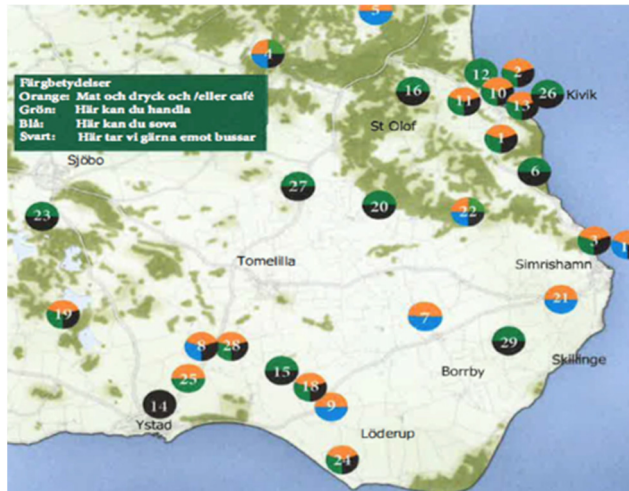 5
4
Färgbetydelser
Orange: Mat och dryck och /eller café
Grön: Här kan du handla
Blå: Här kan du sova
Svart: Här tar vi gärna emot bussar
16
12
2
10
11
13
26
Kivik
St Olof
1
Sjöbo
6
27
23
20
22
3
Tomelilla
Simrishamn
21
19
7
8
28
29
Skillinge
15
Borrby
25
18
14
9
Ystad
Löderup
24